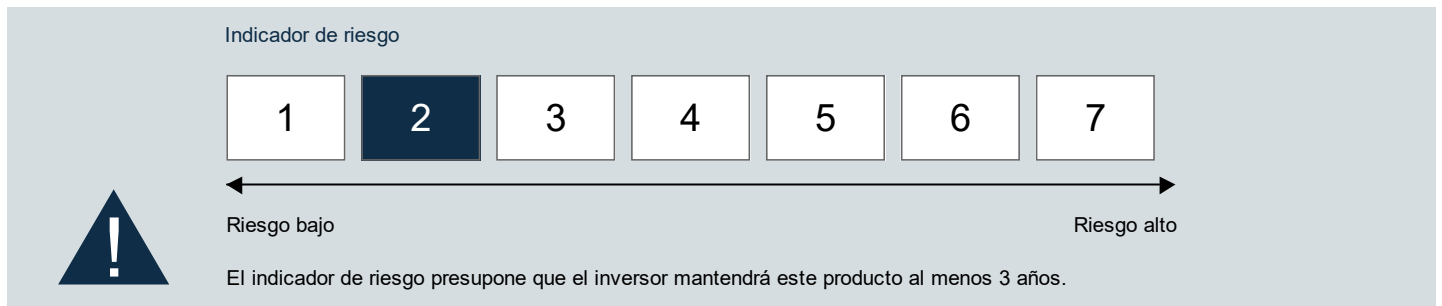 Indicador de riesgo
1 2 3 4 5 6 7
Riesgo bajo Riesgo alto
! El indicador de riesgo presupone que el inversor mantendrá este producto al menos 3 años.